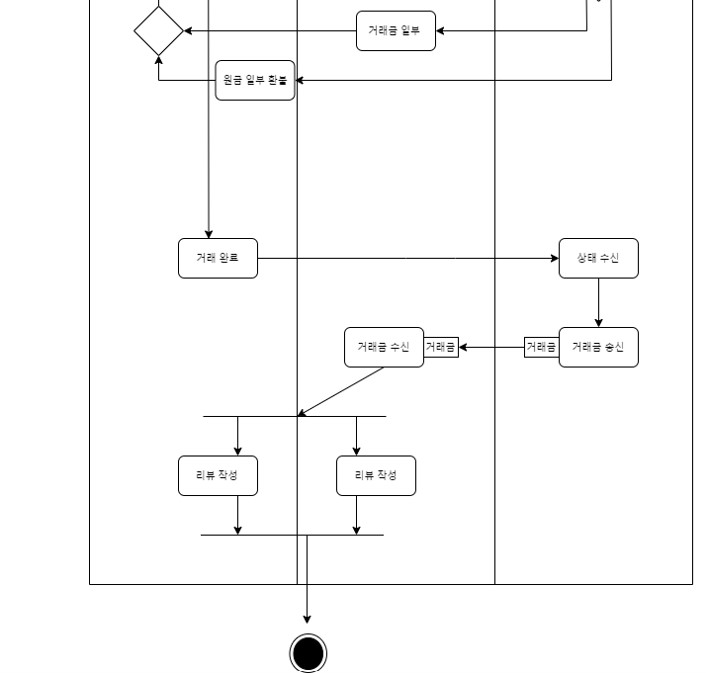 거래금 일부
원금 일부 환불
거래 완료
상태 수신
거래금 수신
거래금
거래금
거래금 송신
리뷰 작성
리뷰 작성